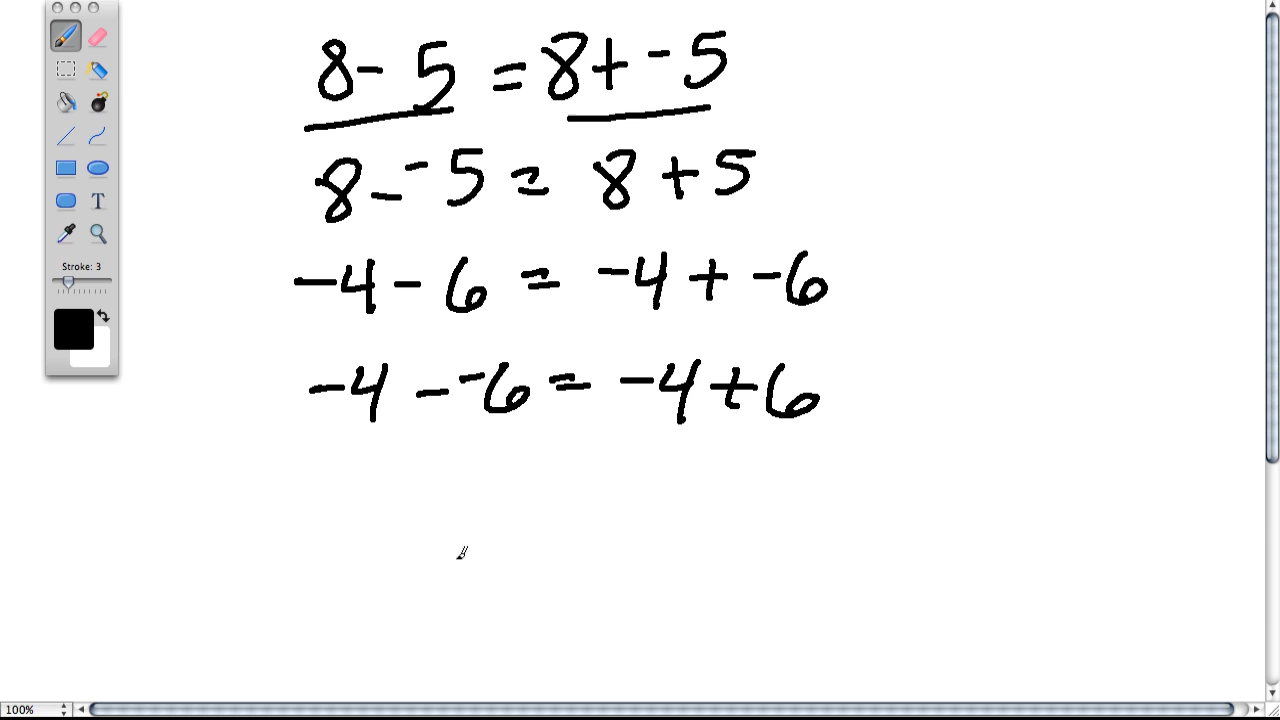 8 - 5 = 8 + -5
8 - -5 = 8 + 5
-4 - 6 = -4 + -6
-4 - -6 = -4 + 6
T
Stroke: 3
100%